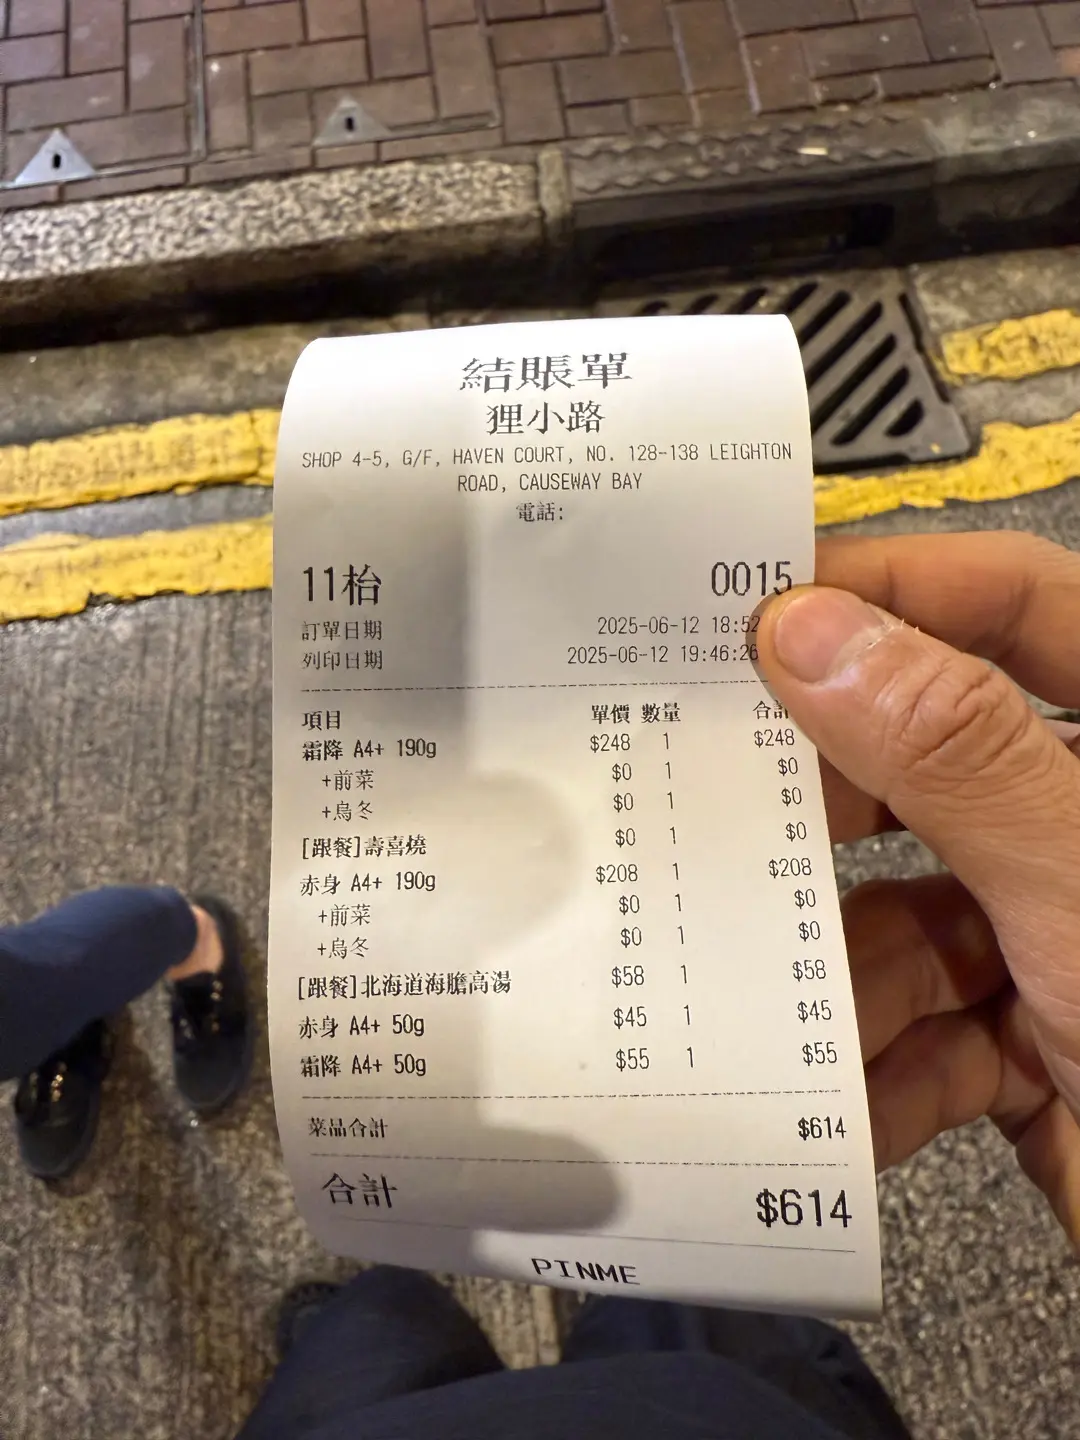 結賬單
狸小路
SHOP 4-5, G/F, HAVEN COURT, NO. 128-138 LEIGHTON
ROAD, CAUSEWAY BAY
電話:
11枱 0015
訂單日期 2025-06-12 18:52
列印日期 2025-06-12 19:46:26
項目 單價 數量 合計
霜降 A4+ 190g $248 1 $248
+前菜 $0 1 $0
+烏冬 $0 1 $0
[跟餐]壽喜燒 $0 1 $0
赤身 A4+ 190g $208 1 $208
+前菜 $0 1 $0
+烏冬 $0 1 $0
[跟餐]北海道海膽高湯 $58 1 $58
赤身 A4+ 50g $45 1 $45
霜降 A4+ 50g $55 1 $55
菜品合計 $614
合計 $614
PINME